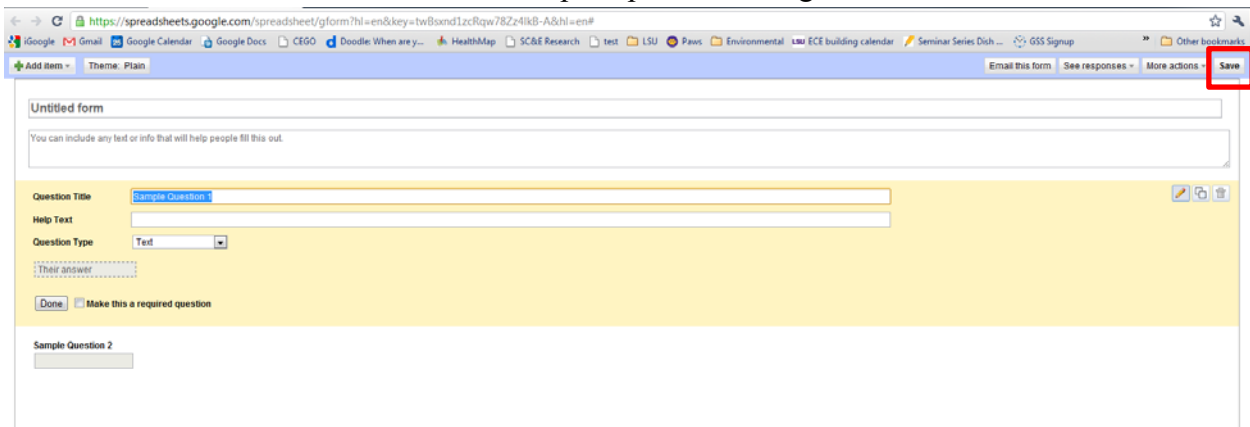 https://spreadsheets.google.com/spreadsheet/gform?hl=en&key=twBsxnd1zcRqw78Zz4lkB-A&hl=en#
iGoogle Gmail Google Calendar Google Docs CEGO Doodle: When are y... HealthMap SC&E Research test LSU Paws Environmental LSU ECE building calendar Seminar Series Dish ... GSS Signup » Other bookmarks
Add item Theme: Plain Email this form See responses More actions Save
Untitled form
You can include any text or info that will help people fill this out.
Question Title Sample Question 1
Help Text
Question Type Text
Their answer
Done Make this a required question
Sample Question 2